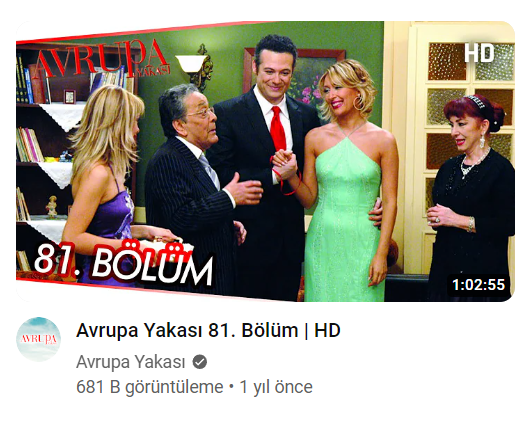 AVRUPA
YAKASI
HD
81. BÖLÜM
1:02:55
AVRUPA
Avrupa Yakası 81. Bölüm | HD
Avrupa Yakası
681 B görüntüleme • 1 yıl önce